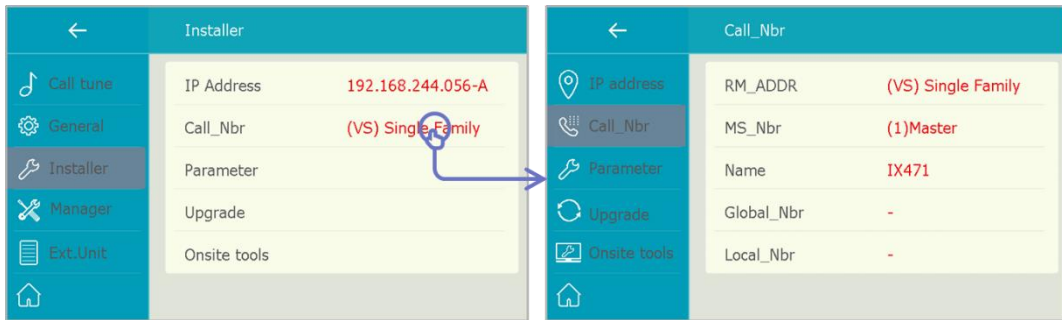 Installer
Call tune
General
Installer
Manager
Ext.Unit
IP Address 192.168.244.056-A
Call_Nbr (VS) Single Family
Parameter
Upgrade
Onsite tools
Call_Nbr
IP address
Call_Nbr
Parameter
Upgrade
Onsite tools
RM_ADDR (VS) Single Family
MS_Nbr (1)Master
Name IX471
Global_Nbr -
Local_Nbr -